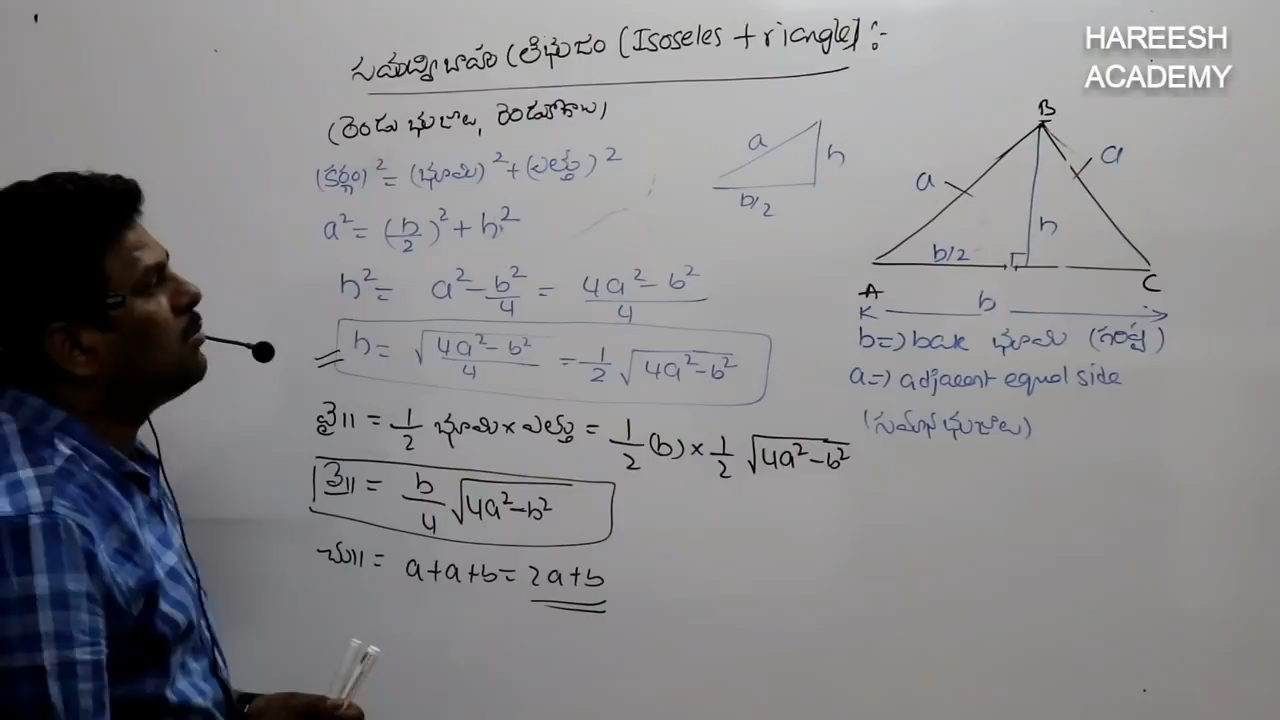 సమద్విబాహు త్రిభుజం (Isoseles triangle) :-
(రెండు భుజాలు, రెండుకోణాలు)
(కర్ణం)² = (భూమి)² + (ఎత్తు)²
a² = (b/2)² + h²
h² = a² - b²/4 = (4a² - b²)/4
h = √((4a² - b²)/4) = 1/2 √(4a² - b²)
వై॥ = 1/2 భూమి × ఎత్తు = 1/2 (b) × 1/2 √(4a² - b²)
వై॥ = b/4 √(4a² - b²)
చు॥ = a+a+b = 2a+b
a
h
b/2
HAREESH
ACADEMY
B
a
a
h
b/2
A
C
b
b=) భూమి
a=) adjacent equal side
(సమాన భుజాలు)